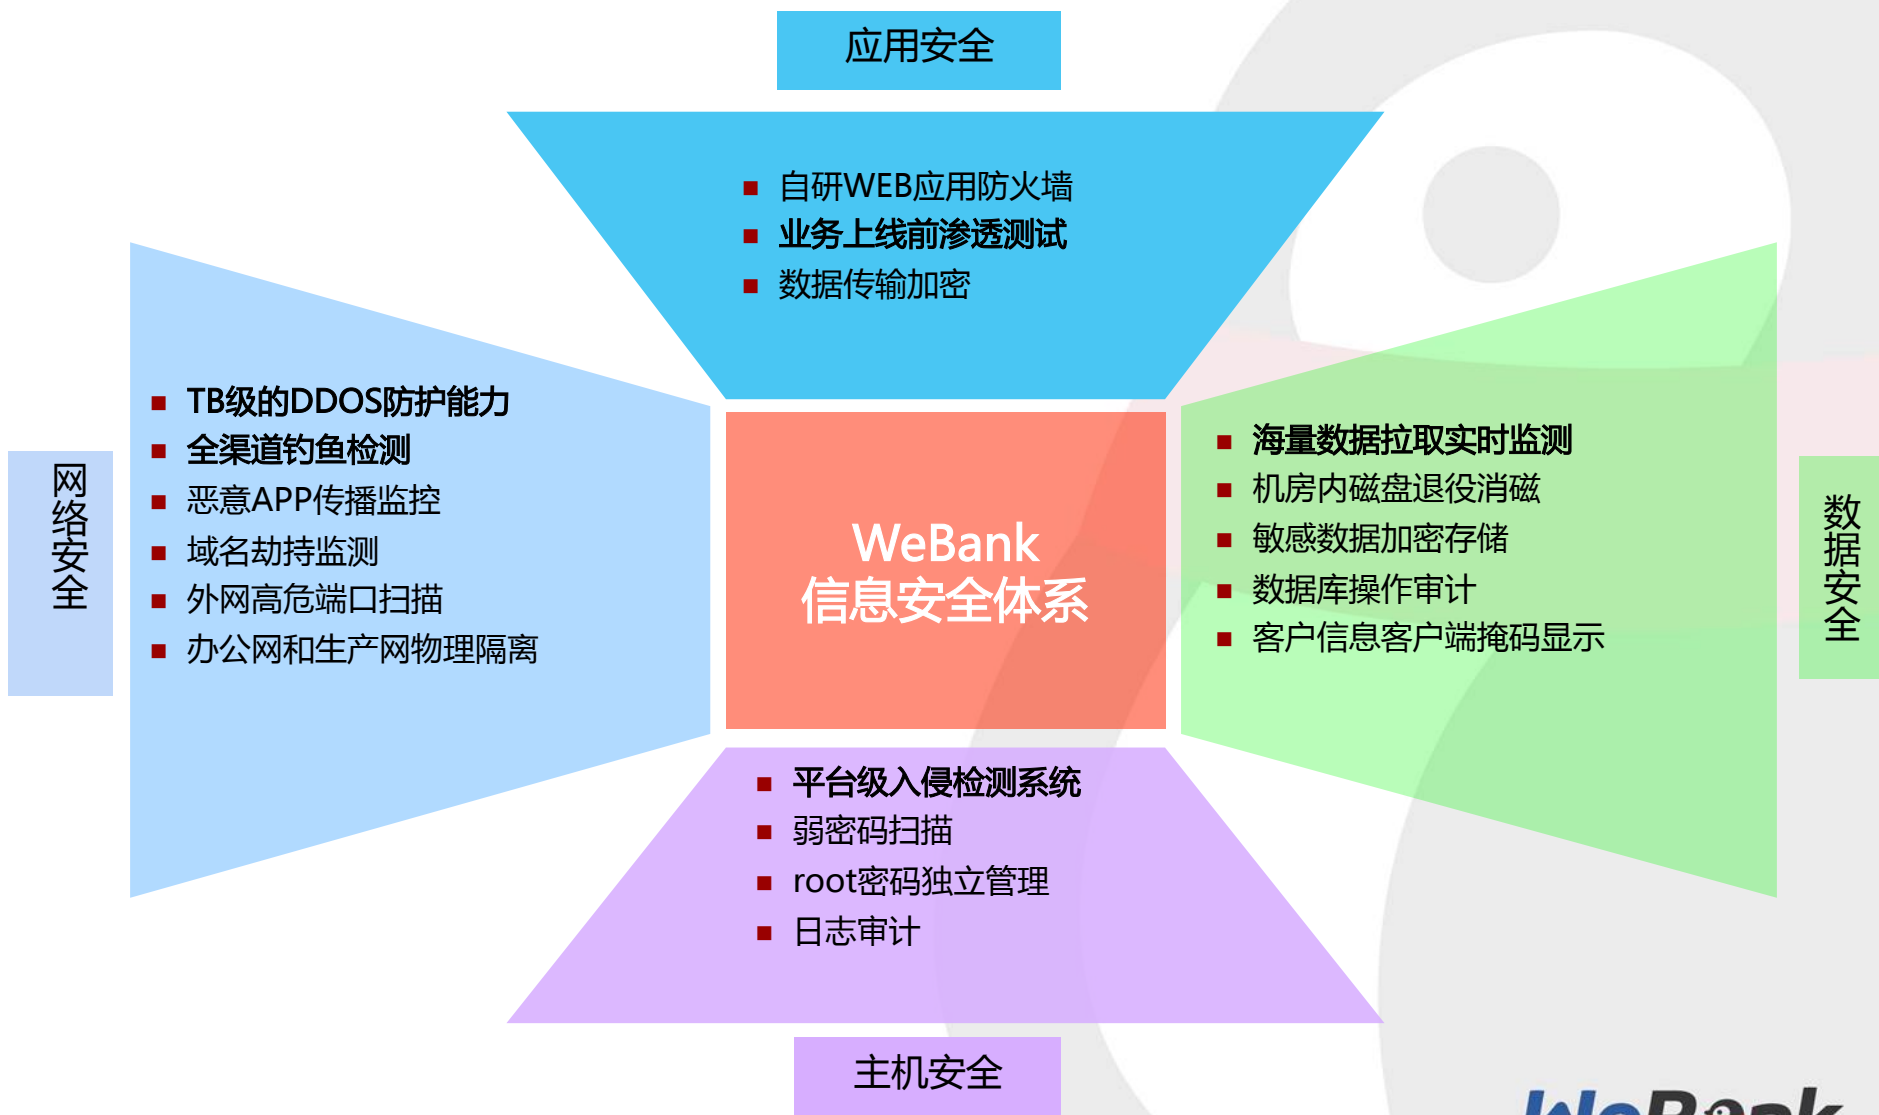 应用安全
■ 自研WEB应用防火墙
■ 业务上线前渗透测试
■ 数据传输加密
网络安全
■ TB级的DDOS防护能力
■ 全渠道钓鱼检测
■ 恶意APP传播监控
■ 域名劫持监测
■ 外网高危端口扫描
■ 办公网和生产网物理隔离
WeBank
信息安全体系
■ 海量数据拉取实时监测
■ 机房内磁盘退役消磁
■ 敏感数据加密存储
■ 数据库操作审计
■ 客户信息客户端掩码显示
数据安全
■ 平台级入侵检测系统
■ 弱密码扫描
■ root密码独立管理
■ 日志审计
主机安全
WeBank